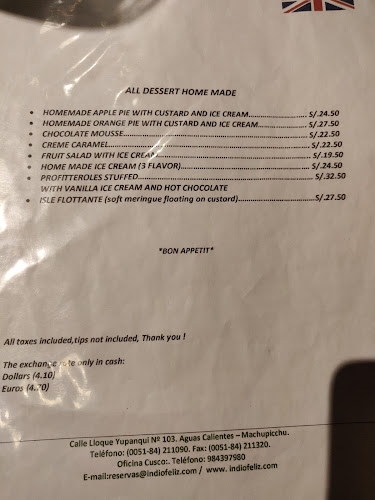 ALL DESSERT HOME MADE
• HOMEMADE APPLE PIE WITH CUSTARD AND ICE CREAM........................ S/.24.50
• HOMEMADE ORANGE PIE WITH CUSTARD AND ICE CREAM.................... S/.27.50
• CHOCOLATE MOUSSE........................................................................ S/.22.50
• CREME CARAMEL............................................................................. S/.22.50
• FRUIT SALAD WITH ICE CREAM............................................................ S/.19.50
• HOME MADE ICE CREAM (3 FLAVOR).................................................. S/.24.50
• PROFITTEROLES STUFFED.................................................................. S/.32.50
WITH VANILLA ICE CREAM AND HOT CHOCOLATE
• ISLE FLOTTANTE (soft meringue floating on custard)................................S/.27.50
*BON APPETIT*
All taxes included,tips not included, Thank you !
The exchange rate only in cash:
Dollars (4.10)
Euros (4.70)
Calle Lloque Yupanqui Nº 103. Aguas Calientes – Machupicchu.
Teléfono: (0051-84) 211090. Fax: (0051-84) 211320.
Oficina Cusco:. Teléfono: 984397980
E-mail:reservas@indiofeliz.com / www.indiofeliz.com